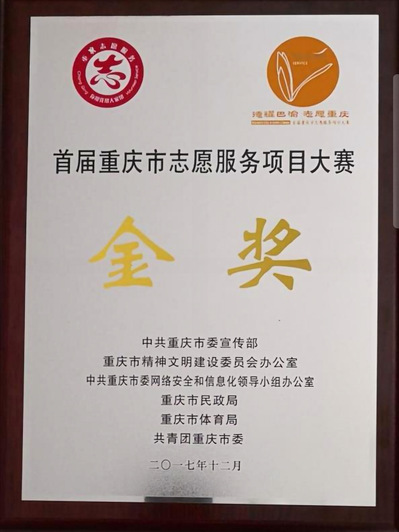 志
SERVICE
德耀巴渝 志愿重庆
首届重庆市志愿服务项目大赛
金奖
中共重庆市委宣传部
重庆市精神文明建设委员会办公室
中共重庆市委网络安全和信息化领导小组办公室
重庆市民政局
重庆市体育局
共青团重庆市委
二〇一七年十二月